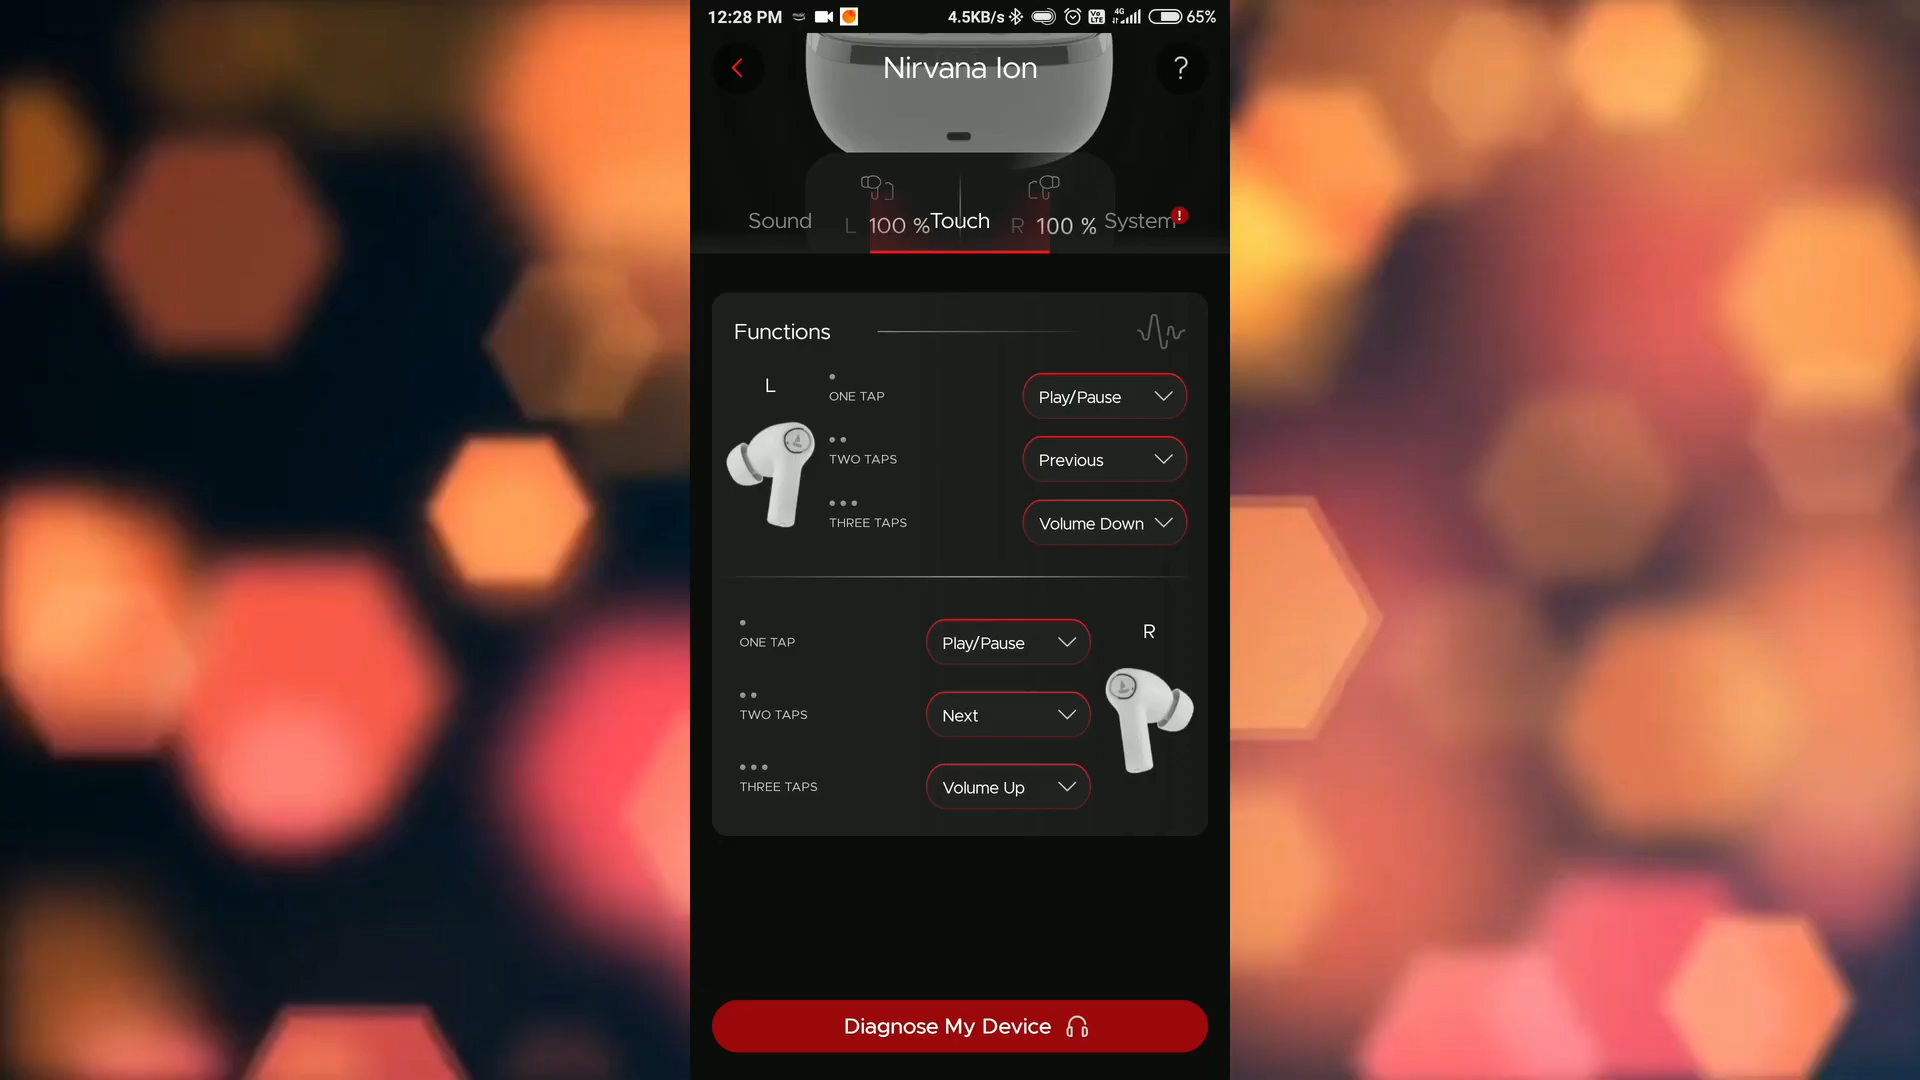 12:28 PM 4.5KB/s 4G 65%
Nirvana Ion
?
Sound L 100 % Touch R 100 % System !
Functions
L
ONE TAP Play/Pause
TWO TAPS Previous
THREE TAPS Volume Down
R
ONE TAP Play/Pause
TWO TAPS Next
THREE TAPS Volume Up
Diagnose My Device